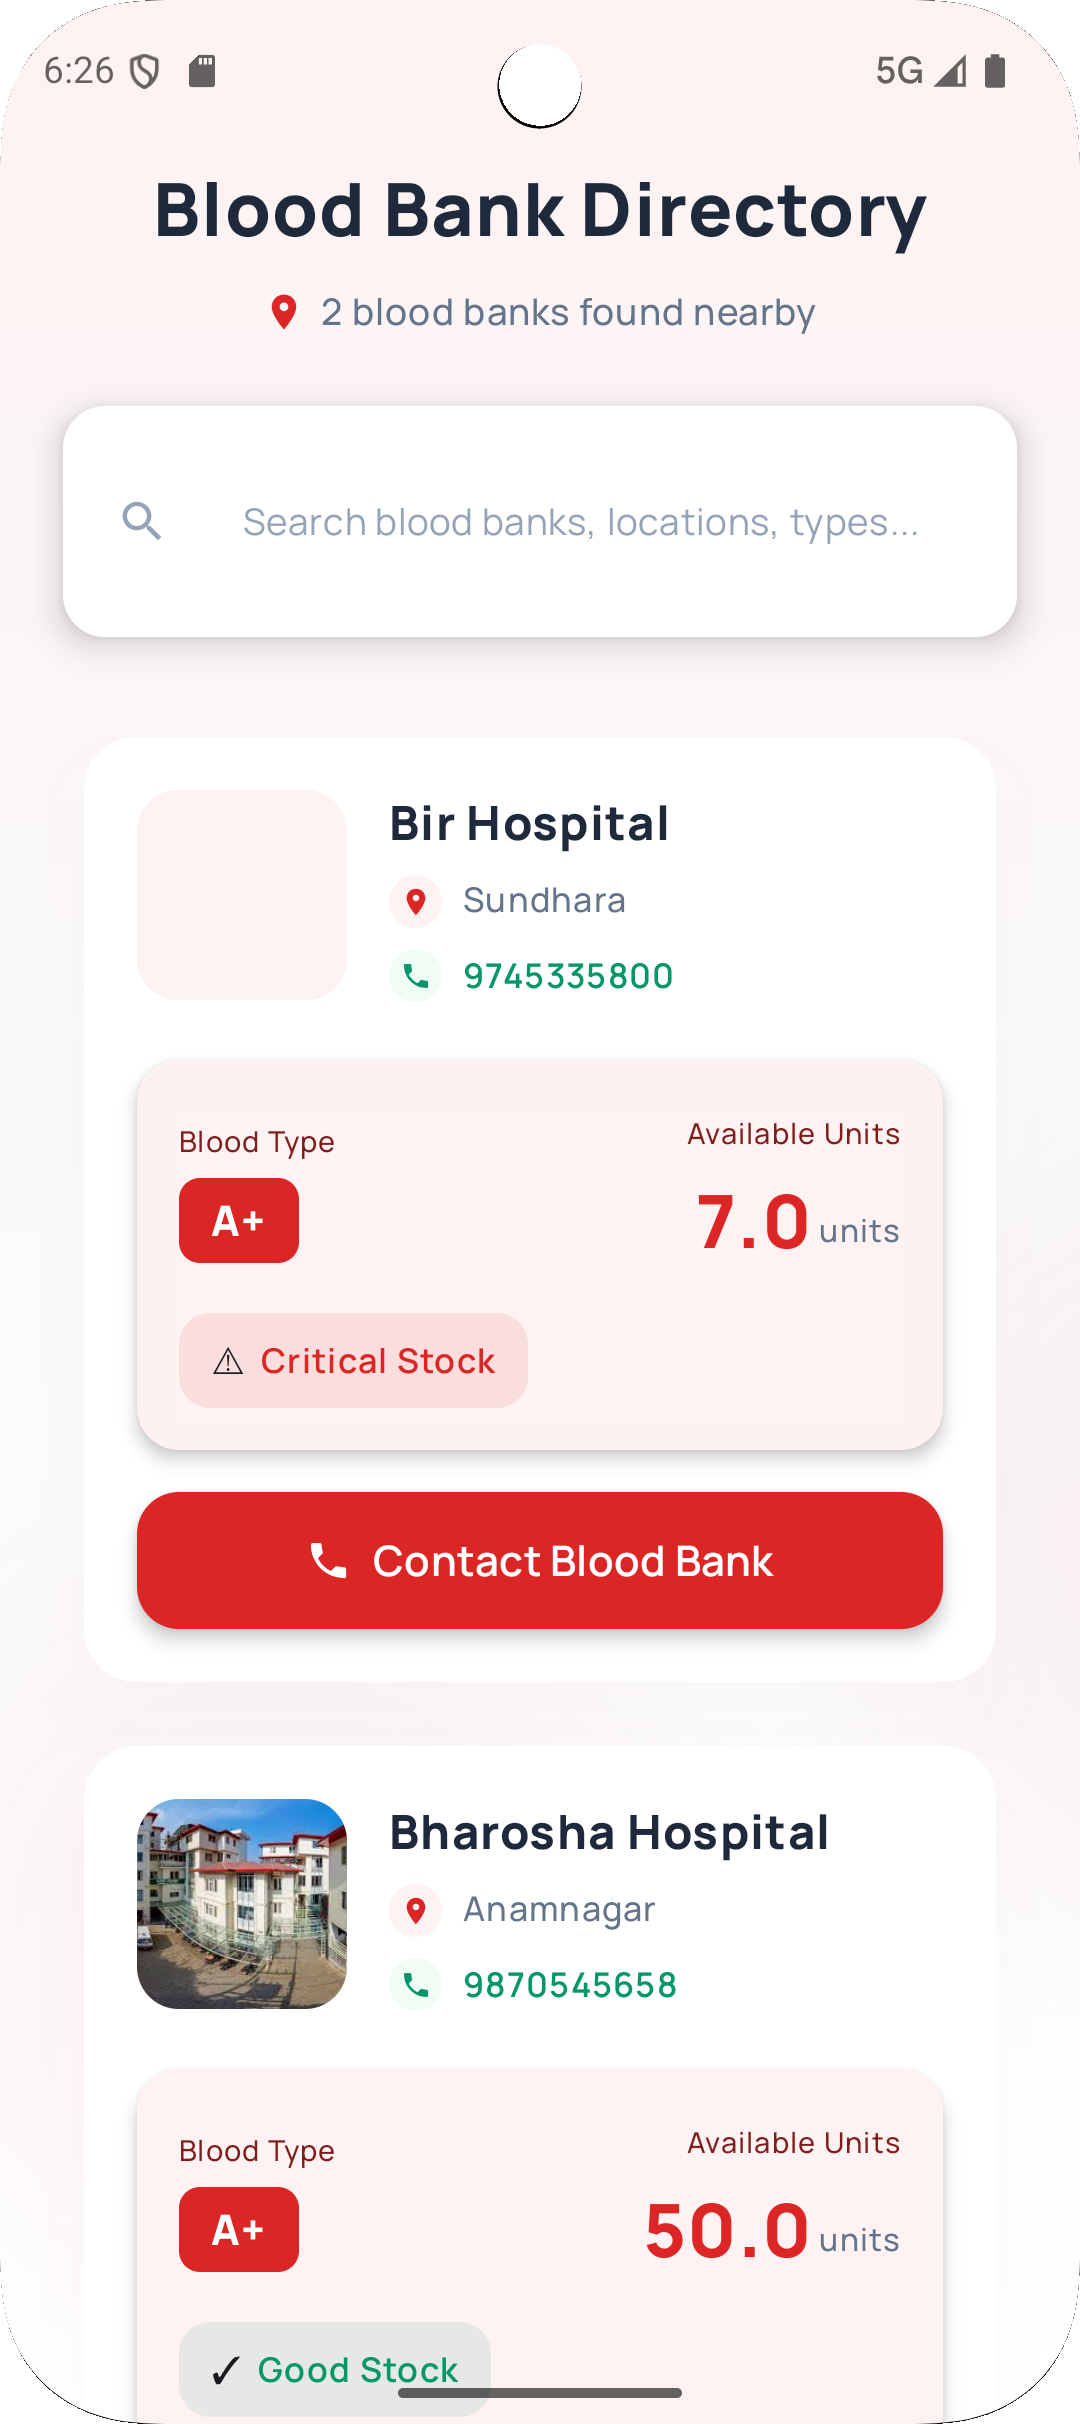 6:26
5G
Blood Bank Directory
2 blood banks found nearby
Search blood banks, locations, types...
Bir Hospital
Sundhara
9745335800
Blood Type
Available Units
A+
7.0 units
⚠ Critical Stock
Contact Blood Bank
Bharosha Hospital
Anamnagar
9870545658
Blood Type
Available Units
A+
50.0 units
✓ Good Stock